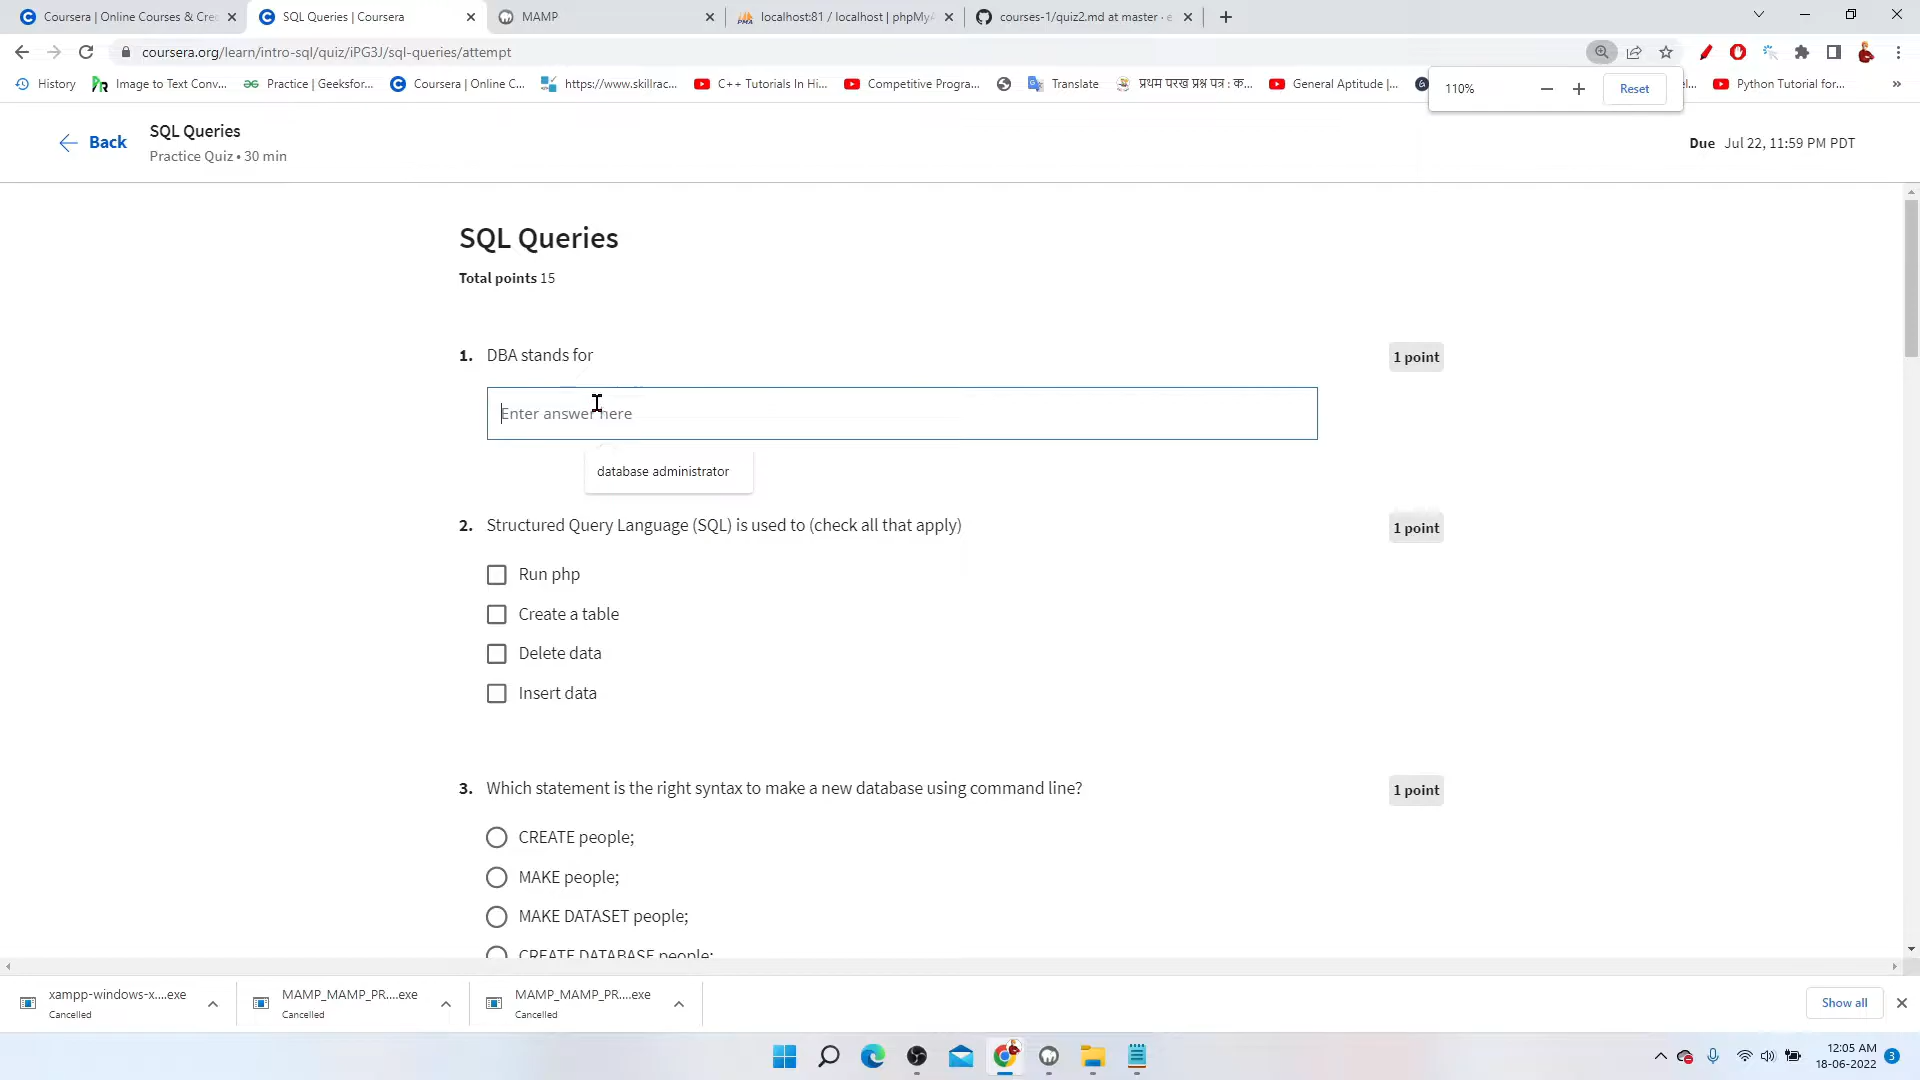 Coursera | Online Courses & Cre
SQL Queries | Coursera
MAMP
localhost:81 / localhost | phpMyA
courses-1/quiz2.md at master · e
coursera.org/learn/intro-sql/quiz/iPG3J/sql-queries/attempt
History
Image to Text Conv...
Practice | Geeksfor...
Coursera | Online C...
https://www.skillrac...
C++ Tutorials In Hi...
Competitive Progra...
Translate
प्रथम परख प्रश्न पत्र : क...
General Aptitude |...
el...
Python Tutorial for...
»
110%
Reset
Back
SQL Queries
Practice Quiz • 30 min
Due Jul 22, 11:59 PM PDT
SQL Queries
Total points 15
1. DBA stands for
1 point
Enter answer here
database administrator
2. Structured Query Language (SQL) is used to (check all that apply)
1 point
Run php
Create a table
Delete data
Insert data
3. Which statement is the right syntax to make a new database using command line?
1 point
CREATE people;
MAKE people;
MAKE DATASET people;
CREATE DATABASE people;
xampp-windows-x....exe
Cancelled
MAMP_MAMP_PR....exe
Cancelled
MAMP_MAMP_PR....exe
Cancelled
Show all
12:05 AM
18-06-2022
3